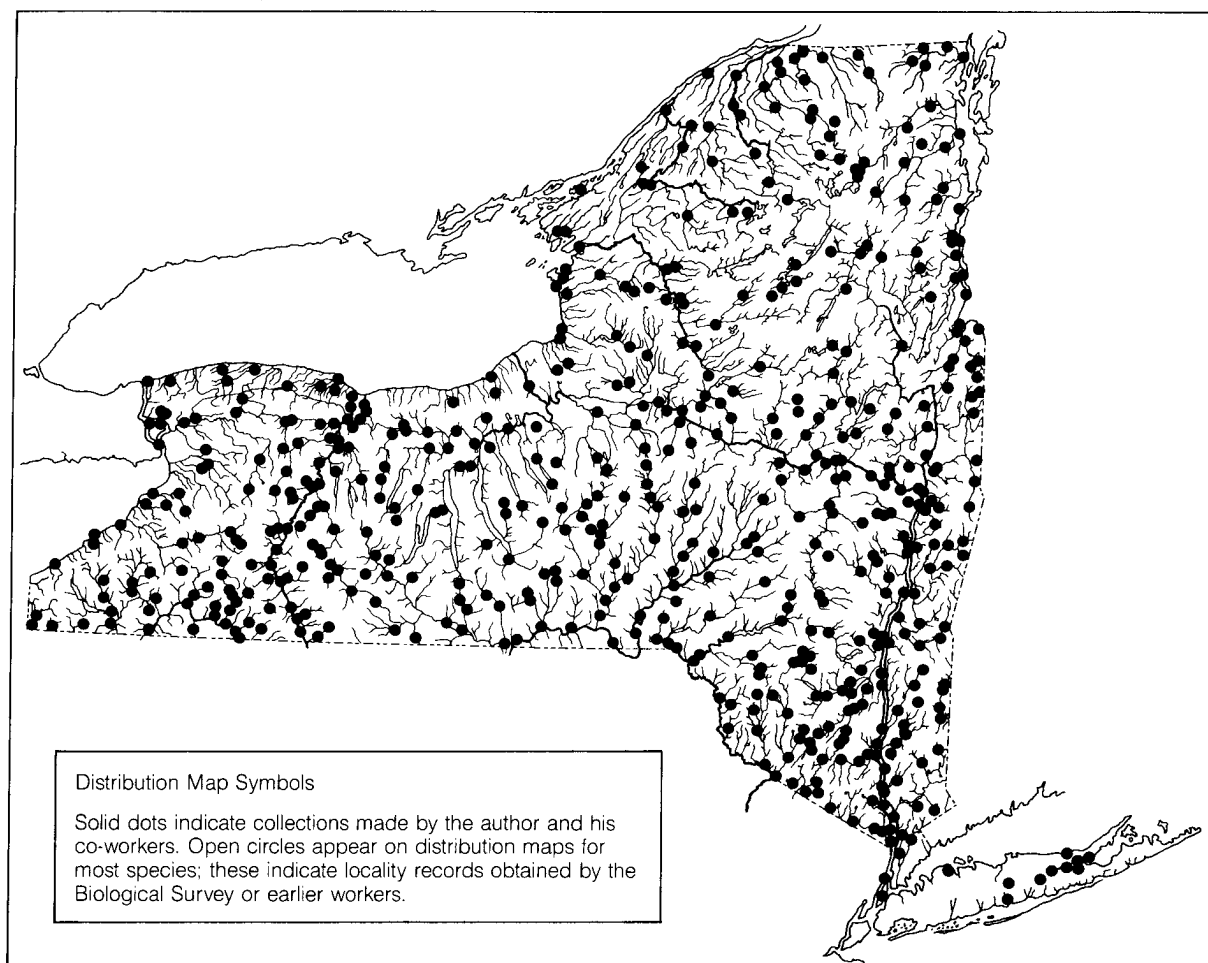 Distribution Map Symbols
Solid dots indicate collections made by the author and his
co-workers. Open circles appear on distribution maps for
most species; these indicate locality records obtained by the
Biological Survey or earlier workers.